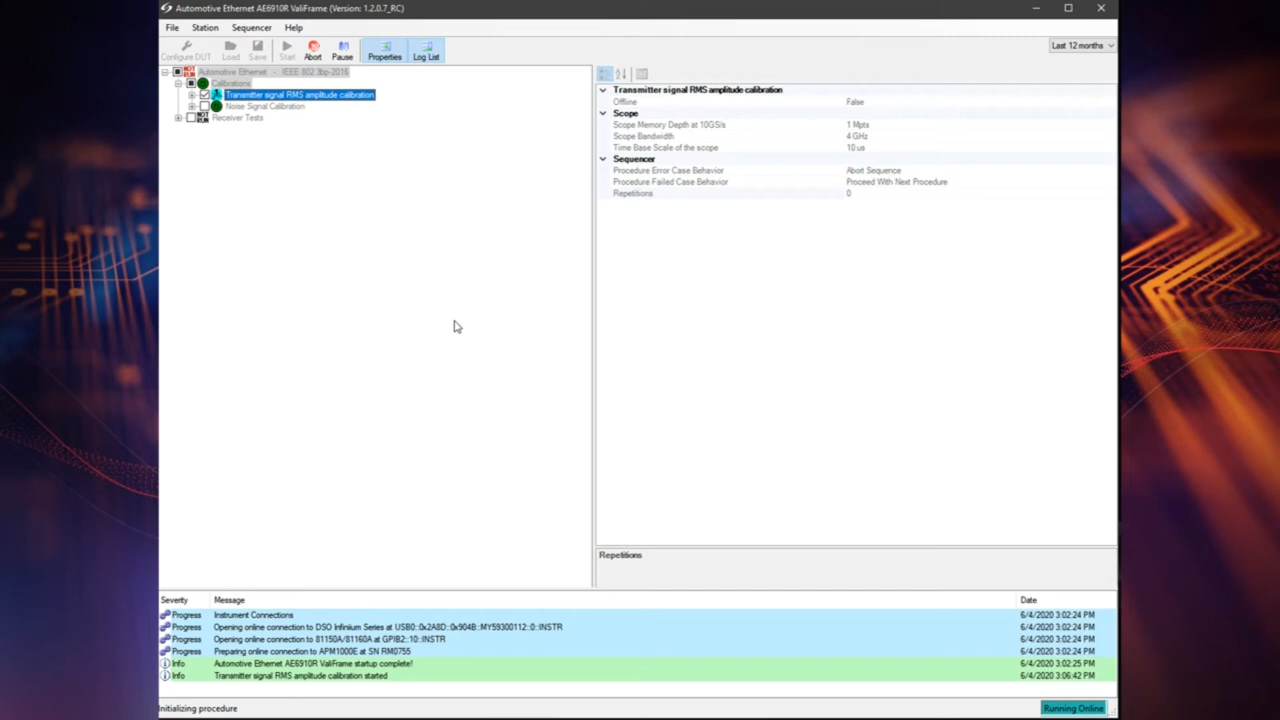 Automotive Ethernet AE6910R ValiFrame (Version: 1.2.0.7_RC)
File Station Sequencer Help
Configure DUT Load Save Start Abort Pause Properties Log List Last 12 months
NOT RUN Automotive Ethernet - IEEE 802.3bp-2016
Calibrations
Transmitter signal RMS amplitude calibration
Noise Signal Calibration
NOT RUN Receiver Tests
Transmitter signal RMS amplitude calibration
Offline False
Scope
Scope Memory Depth at 10GS/s 1 Mpts
Scope Bandwidth 4 GHz
Time Base Scale of the scope 10 us
Sequencer
Procedure Error Case Behavior Abort Sequence
Procedure Failed Case Behavior Proceed With Next Procedure
Repetitions 0
Repetitions
Severity Message Date
Progress Instrument Connections 6/4/2020 3:02:24 PM
Progress Opening online connection to DSO Infiniium Series at USB0::0x2A8D::0x904B::MY59300112::0::INSTR 6/4/2020 3:02:24 PM
Progress Opening online connection to 81150A/81160A at GPIB2::10::INSTR 6/4/2020 3:02:24 PM
Progress Preparing online connection to APM1000E at SN RM0755 6/4/2020 3:02:24 PM
Info Automotive Ethernet AE6910R ValiFrame startup complete! 6/4/2020 3:02:25 PM
Info Transmitter signal RMS amplitude calibration started 6/4/2020 3:06:42 PM
Initializing procedure Running Online